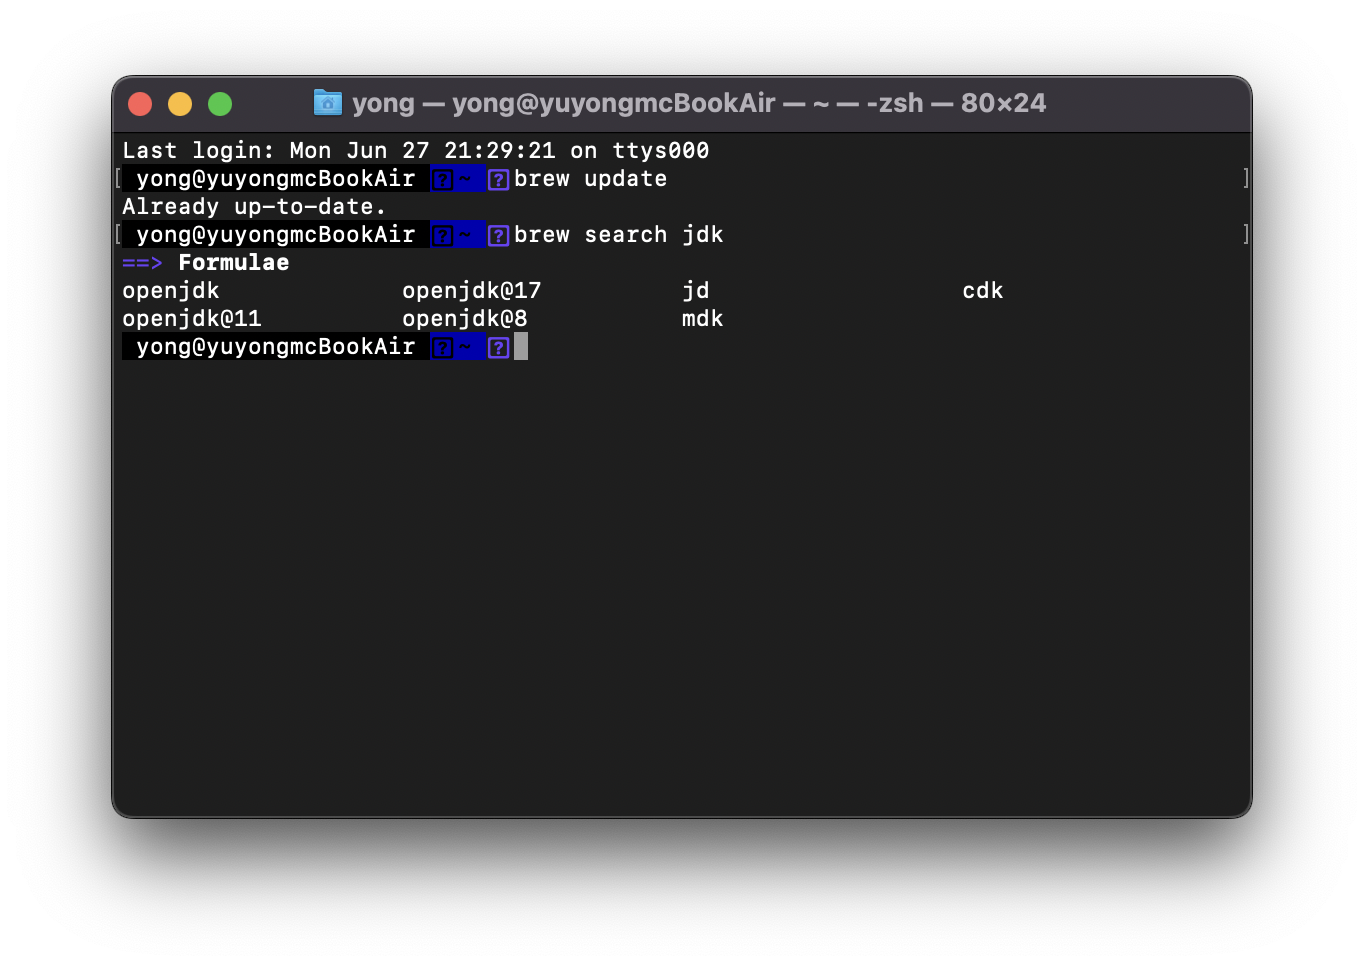 yong — yong@yuyongmcBookAir — ~ — -zsh — 80×24
Last login: Mon Jun 27 21:29:21 on ttys000
[ yong@yuyongmcBookAir ? ~ ? brew update ]
Already up-to-date.
[ yong@yuyongmcBookAir ? ~ ? brew search jdk ]
==> Formulae
openjdk openjdk@17 jd cdk
openjdk@11 openjdk@8 mdk
yong@yuyongmcBookAir ? ~ ?